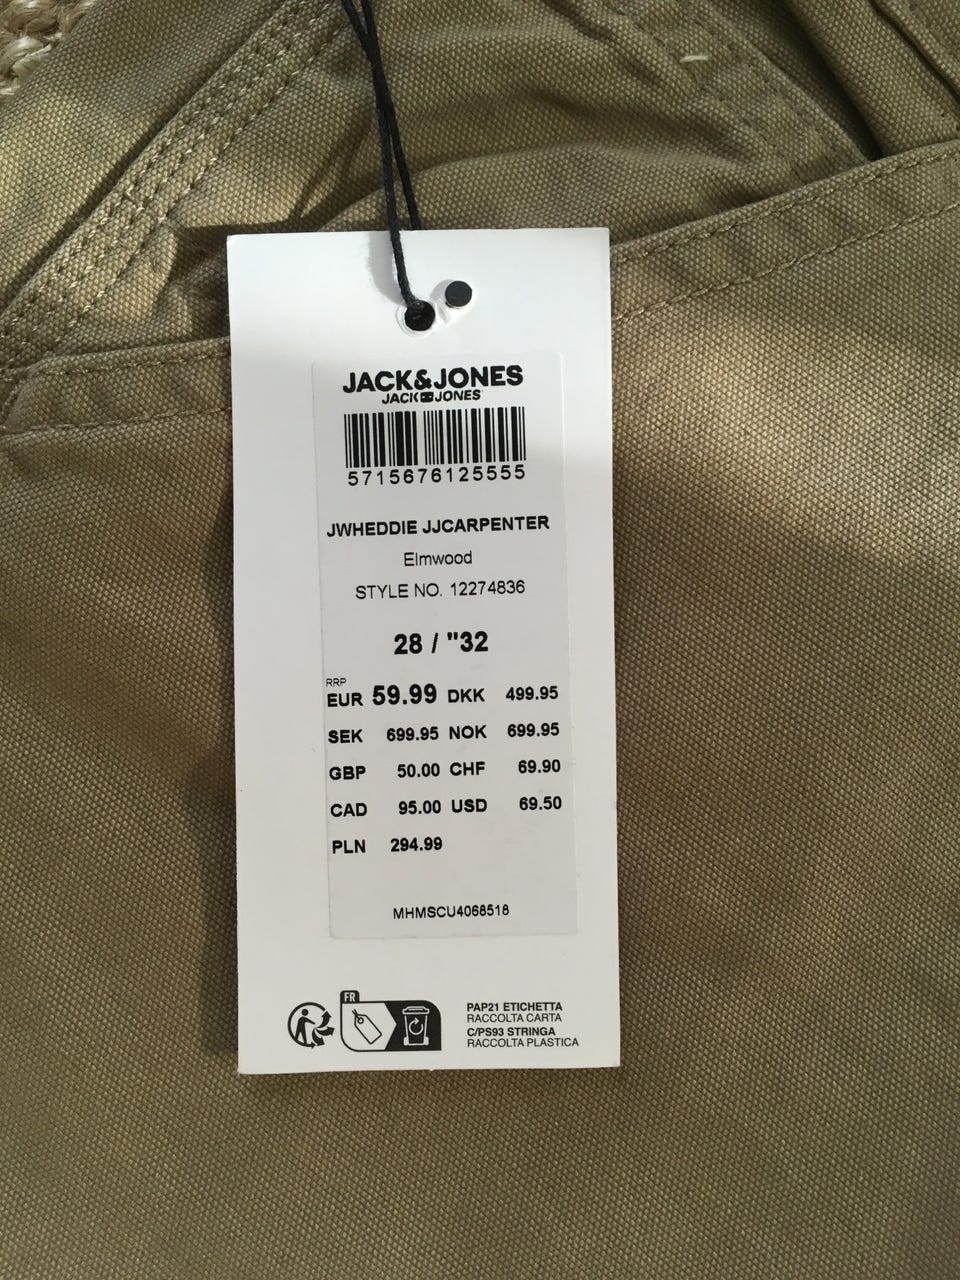 JACK&JONES
JACK & JONES
5715676125555
JWHEDDIE JJCARPENTER
Elmwood
STYLE NO. 12274836
28 / "32
RRP
EUR 59.99 DKK 499.95
SEK 699.95 NOK 699.95
GBP 50.00 CHF 69.90
CAD 95.00 USD 69.50
PLN 294.99
MHMSCU4068518
FR
PAP21 ETICHETTA
RACCOLTA CARTA
C/PS93 STRINGA
RACCOLTA PLASTICA